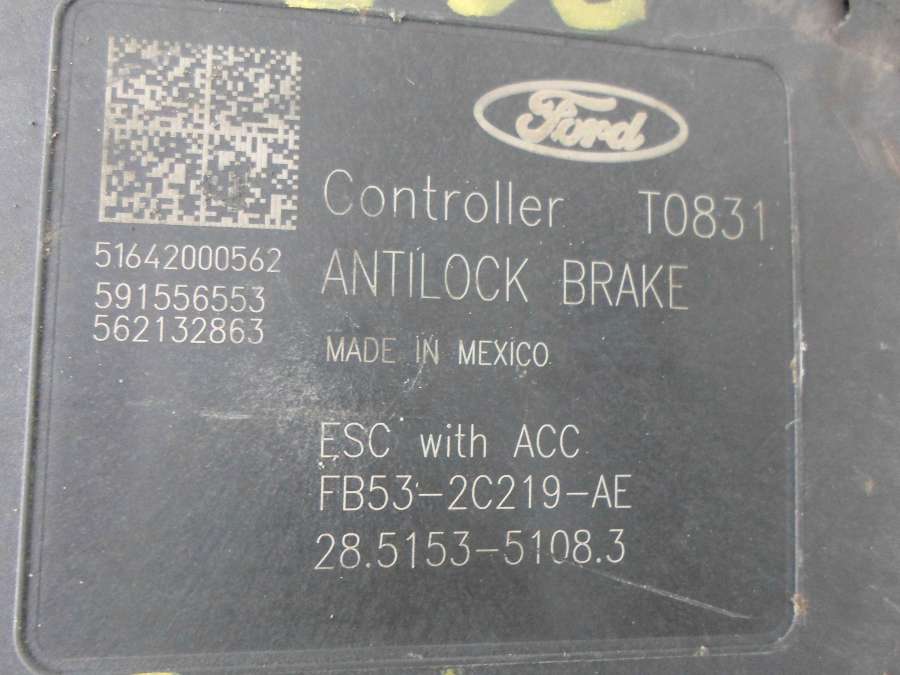 Ford
Controller T0831
ANTILOCK BRAKE
51642000562
591556553
562132863
MADE IN MEXICO
ESC with ACC
FB53-2C219-AE
28.5153-5108.3